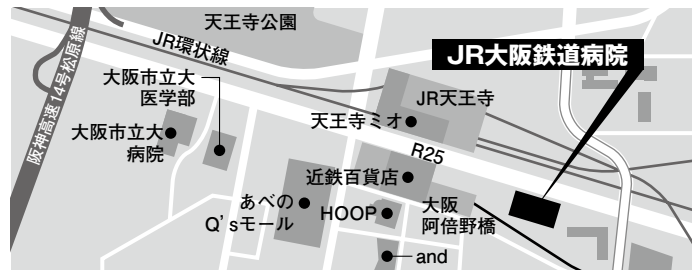 天王寺公園
JR環状線
阪神高速14号松原線
JR大阪鉄道病院
大阪市立大
医学部
JR天王寺
天王寺ミオ
大阪市立大
病院
R25
近鉄百貨店
あべの
Q'sモール
HOOP
大阪
阿倍野橋
and